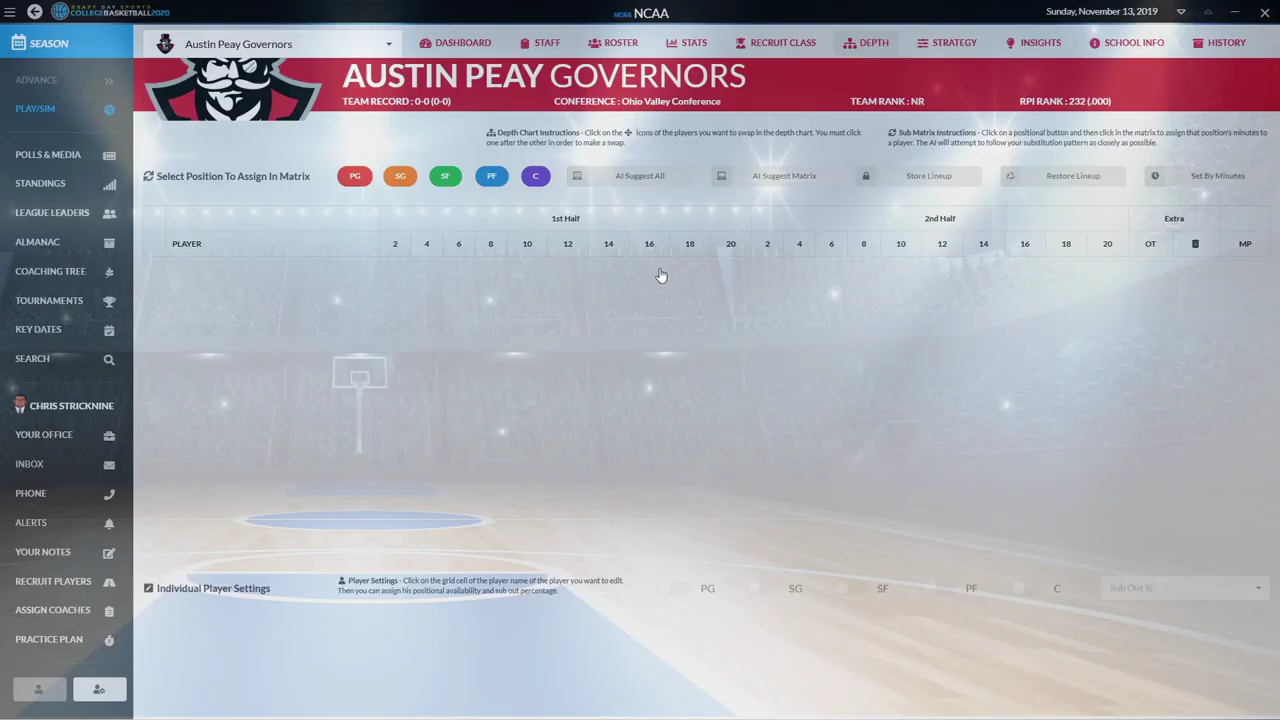 DRAFT DAY SPORTS
COLLEGEBASKETBALL2020
NCAA NCAA
Sunday, November 13, 2019
SEASON
Austin Peay Governors
DASHBOARD STAFF ROSTER STATS RECRUIT CLASS DEPTH STRATEGY INSIGHTS SCHOOL INFO HISTORY
ADVANCE
PLAY/SIM
POLLS & MEDIA
STANDINGS
LEAGUE LEADERS
ALMANAC
COACHING TREE
TOURNAMENTS
KEY DATES
SEARCH
CHRIS STRICKNINE
YOUR OFFICE
INBOX
PHONE
ALERTS
YOUR NOTES
RECRUIT PLAYERS
ASSIGN COACHES
PRACTICE PLAN
AUSTIN PEAY GOVERNORS
TEAM RECORD : 0-0 (0-0) CONFERENCE : Ohio Valley Conference TEAM RANK : NR RPI RANK : 232 (.000)
Depth Chart Instructions - Click on the icons of the players you want to swap in the depth chart. You must click
one after the other in order to make a swap.
Sub Matrix Instructions - Click on a positional button and then click in the matrix to assign that position's minutes to
a player. The AI will attempt to follow your substitution pattern as closely as possible.
Select Position To Assign In Matrix PG SG SF PF C AI Suggest All AI Suggest Matrix Store Lineup Restore Lineup Set By Minutes
1st Half 2nd Half Extra
PLAYER 2 4 6 8 10 12 14 16 18 20 2 4 6 8 10 12 14 16 18 20 OT MP
Individual Player Settings
Player Settings - Click on the grid cell of the player name of the player you want to edit.
Then you can assign his positional availability and sub out percentage.
PG SG SF PF C Sub Out %